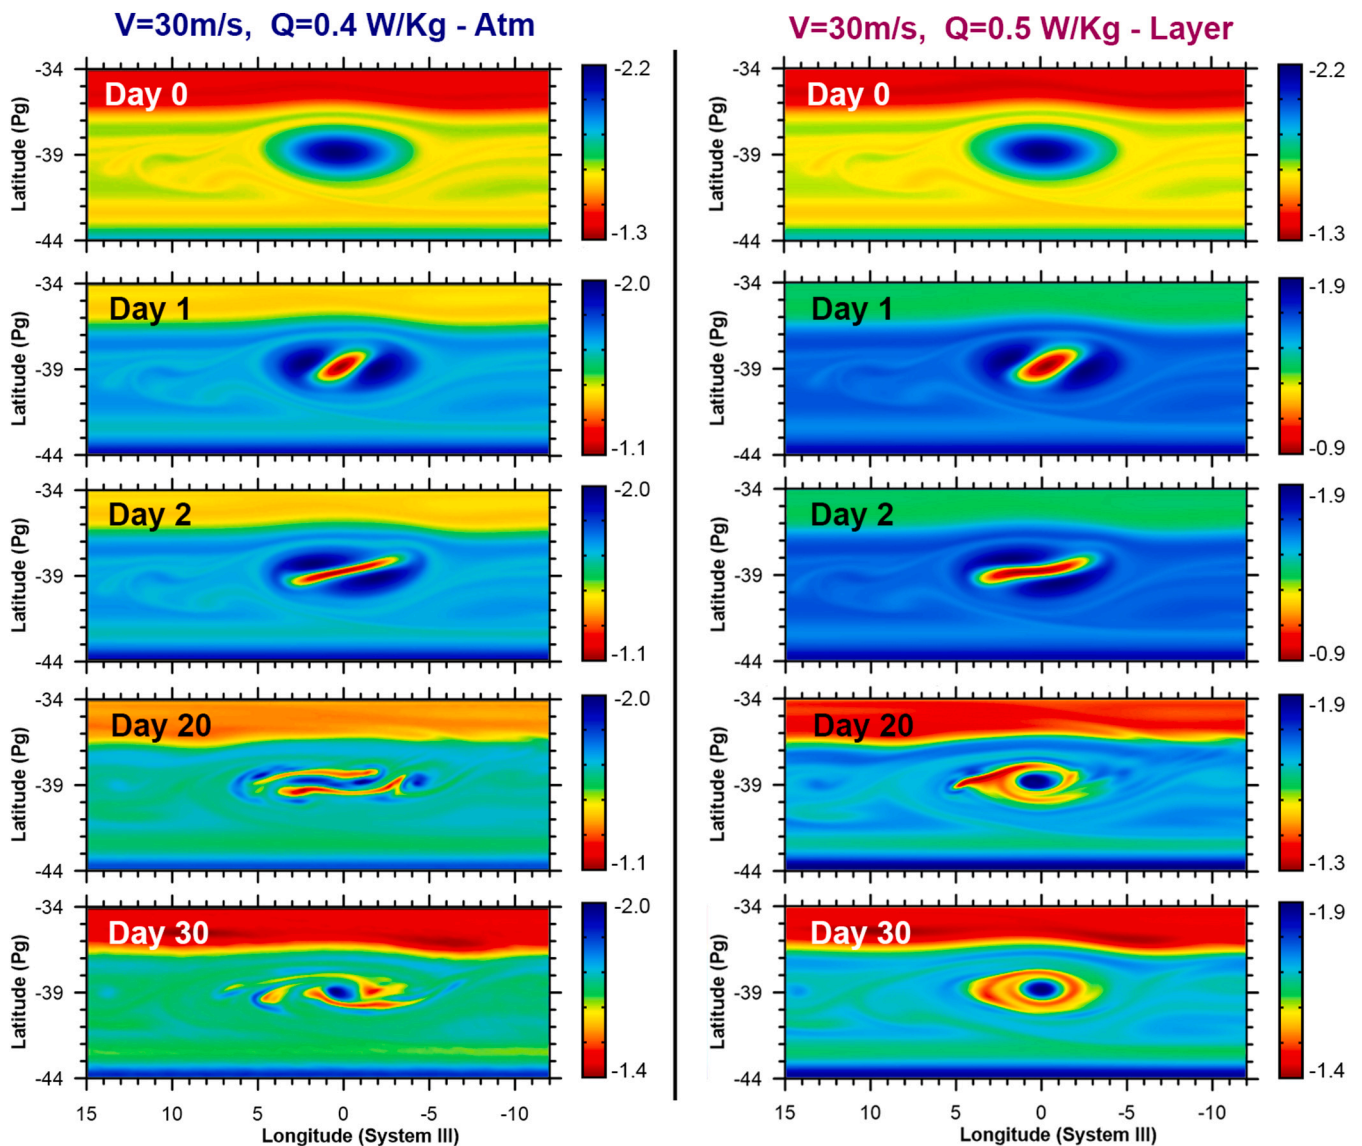 V=30m/s, Q=0.4 W/Kg - Atm
-34
-39
-44
Latitude (Pg)
Day 0
-2.2
-1.3
-34
-39
-44
Latitude (Pg)
Day 1
-2.0
-1.1
-34
-39
-44
Latitude (Pg)
Day 2
-2.0
-1.1
-34
-39
-44
Latitude (Pg)
Day 20
-2.0
-1.1
-34
-39
-44
Latitude (Pg)
Day 30
-2.0
-1.4
15 10 5 0 -5 -10
Longitude (System III)
V=30m/s, Q=0.5 W/Kg - Layer
-34
-39
-44
Latitude (Pg)
Day 0
-2.2
-1.3
-34
-39
-44
Latitude (Pg)
Day 1
-1.9
-0.9
-34
-39
-44
Latitude (Pg)
Day 2
-1.9
-0.9
-34
-39
-44
Latitude (Pg)
Day 20
-1.9
-1.3
-34
-39
-44
Latitude (Pg)
Day 30
-1.9
-1.4
15 10 5 0 -5 -10
Longitude (System III)